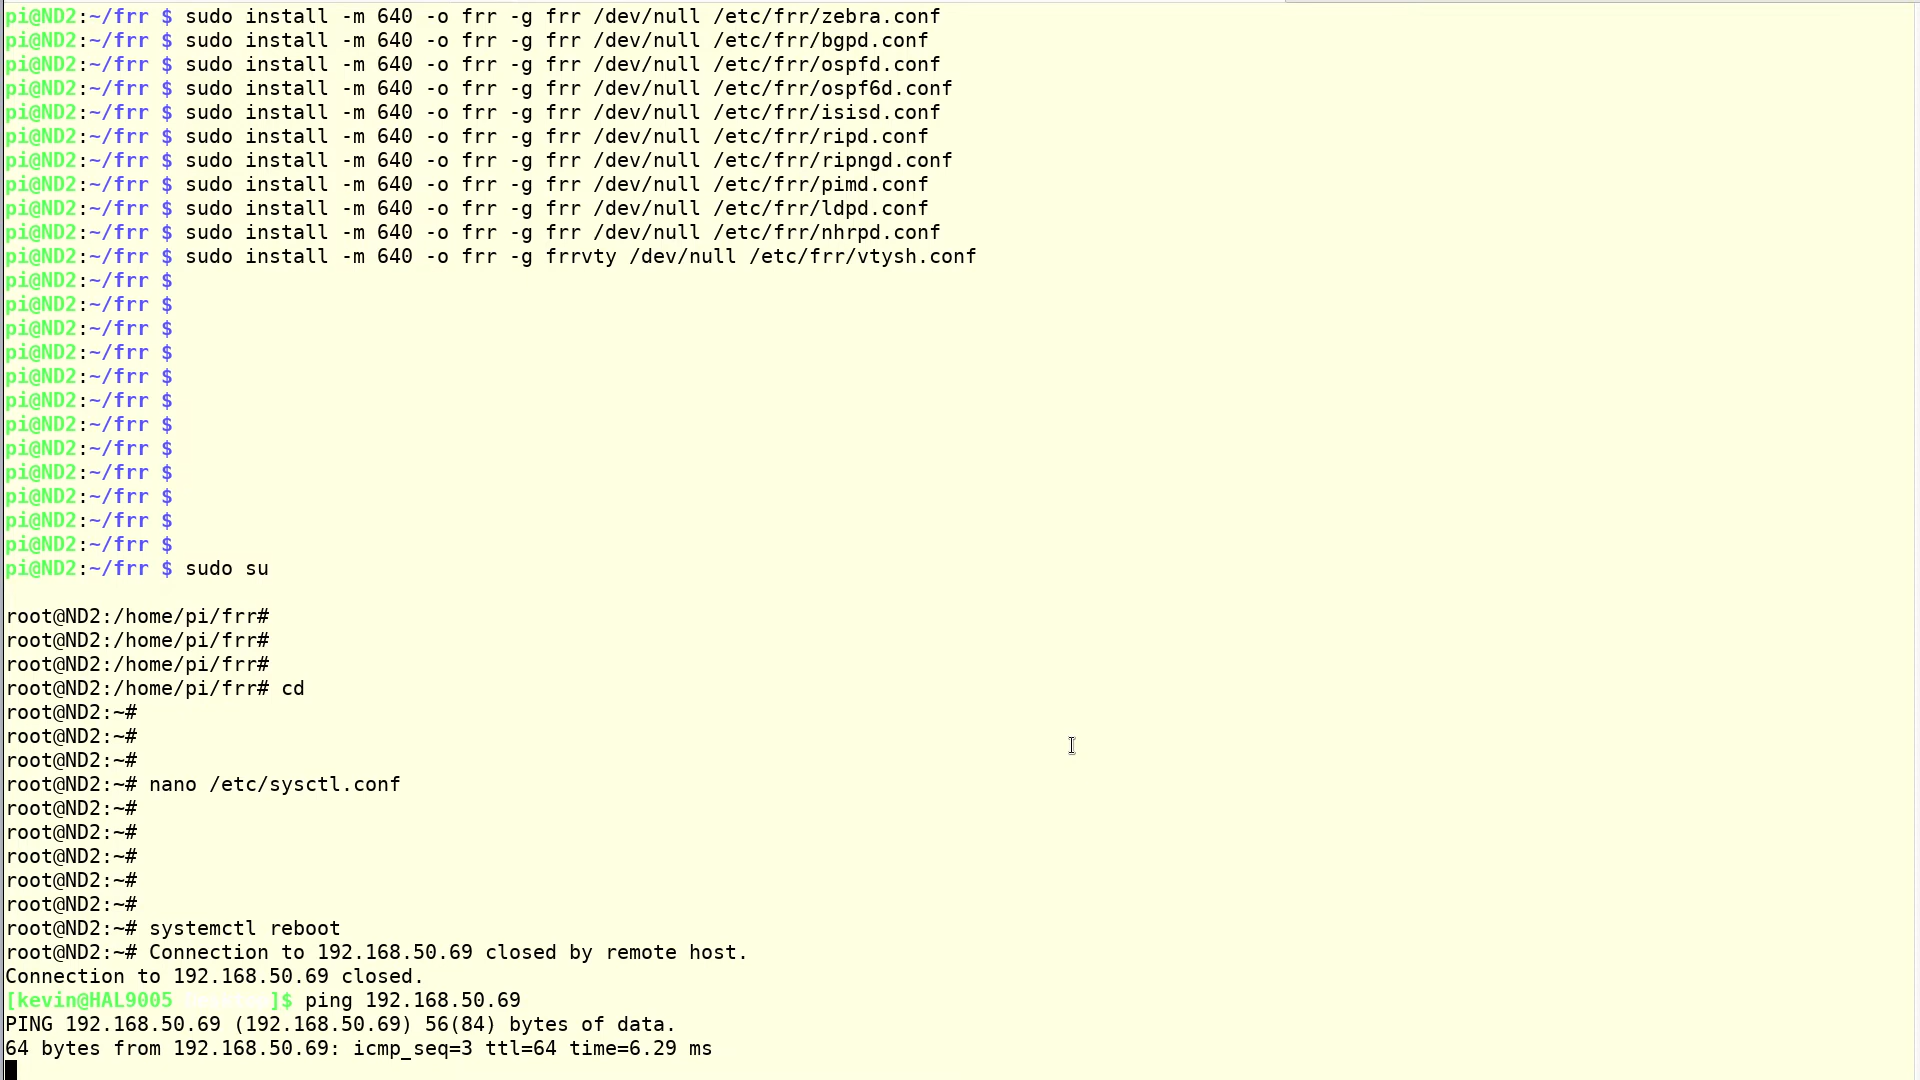 pi@ND2:~/frr $ sudo install -m 640 -o frr -g frr /dev/null /etc/frr/zebra.conf
pi@ND2:~/frr $ sudo install -m 640 -o frr -g frr /dev/null /etc/frr/bgpd.conf
pi@ND2:~/frr $ sudo install -m 640 -o frr -g frr /dev/null /etc/frr/ospfd.conf
pi@ND2:~/frr $ sudo install -m 640 -o frr -g frr /dev/null /etc/frr/ospf6d.conf
pi@ND2:~/frr $ sudo install -m 640 -o frr -g frr /dev/null /etc/frr/isisd.conf
pi@ND2:~/frr $ sudo install -m 640 -o frr -g frr /dev/null /etc/frr/ripd.conf
pi@ND2:~/frr $ sudo install -m 640 -o frr -g frr /dev/null /etc/frr/ripngd.conf
pi@ND2:~/frr $ sudo install -m 640 -o frr -g frr /dev/null /etc/frr/pimd.conf
pi@ND2:~/frr $ sudo install -m 640 -o frr -g frr /dev/null /etc/frr/ldpd.conf
pi@ND2:~/frr $ sudo install -m 640 -o frr -g frr /dev/null /etc/frr/nhrpd.conf
pi@ND2:~/frr $ sudo install -m 640 -o frr -g frrvty /dev/null /etc/frr/vtysh.conf
pi@ND2:~/frr $
pi@ND2:~/frr $
pi@ND2:~/frr $
pi@ND2:~/frr $
pi@ND2:~/frr $
pi@ND2:~/frr $
pi@ND2:~/frr $
pi@ND2:~/frr $
pi@ND2:~/frr $
pi@ND2:~/frr $
pi@ND2:~/frr $
pi@ND2:~/frr $
pi@ND2:~/frr $ sudo su
root@ND2:/home/pi/frr#
root@ND2:/home/pi/frr#
root@ND2:/home/pi/frr#
root@ND2:/home/pi/frr# cd
root@ND2:~#
root@ND2:~#
root@ND2:~#
root@ND2:~# nano /etc/sysctl.conf
root@ND2:~#
root@ND2:~#
root@ND2:~#
root@ND2:~#
root@ND2:~#
root@ND2:~# systemctl reboot
root@ND2:~# Connection to 192.168.50.69 closed by remote host.
Connection to 192.168.50.69 closed.
[kevin@HAL9005 ]$ ping 192.168.50.69
PING 192.168.50.69 (192.168.50.69) 56(84) bytes of data.
64 bytes from 192.168.50.69: icmp_seq=3 ttl=64 time=6.29 ms